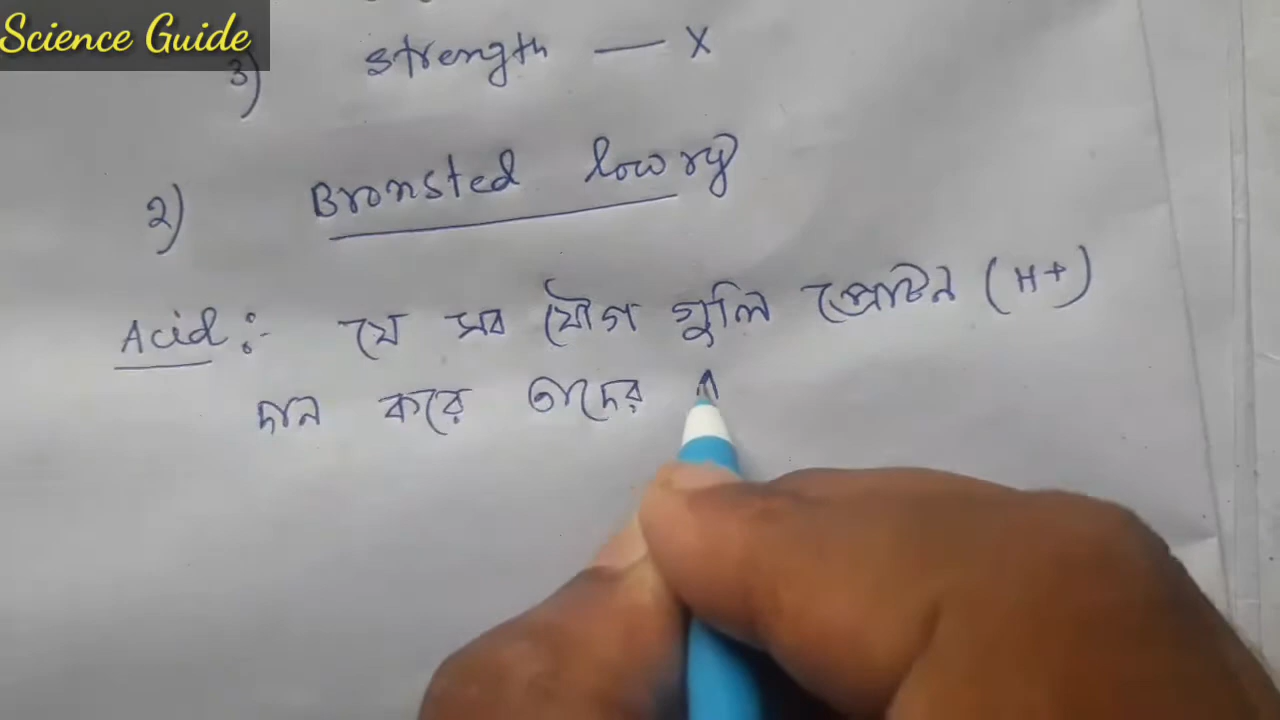 Science Guide
3) strength — X
2) Bronsted lowry
Acid :- যে সব যৌগ গুলি প্রোটন (H+)
দান করে তাদের